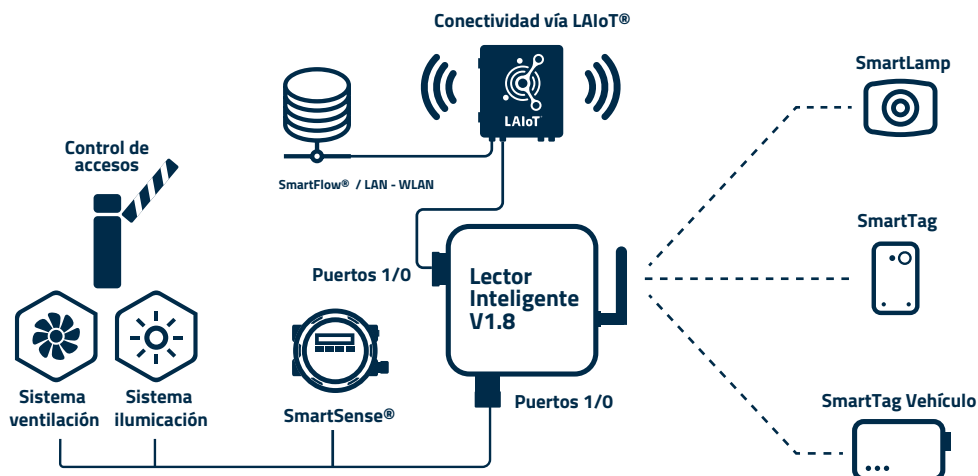 Conectividad vía LAIoT®
LAIoT
SmartFlow® / LAN - WLAN
Control de
accesos
SmartLamp
SmartTag
SmartTag Vehículo
Puertos 1/0
Lector
Inteligente
V1.8
Puertos 1/0
SmartSense®
Sistema
ventilación
Sistema
ilumicación